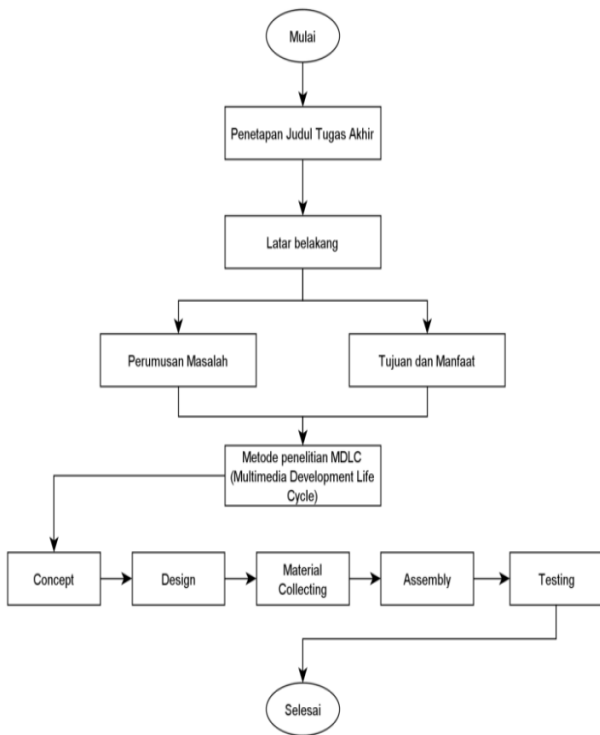 Mulai
Penetapan Judul Tugas Akhir
Latar belakang
Perumusan Masalah
Tujuan dan Manfaat
Metode penelitian MDLC
(Multimedia Development Life
Cycle)
Concept
Design
Material
Collecting
Assembly
Testing
Selesai